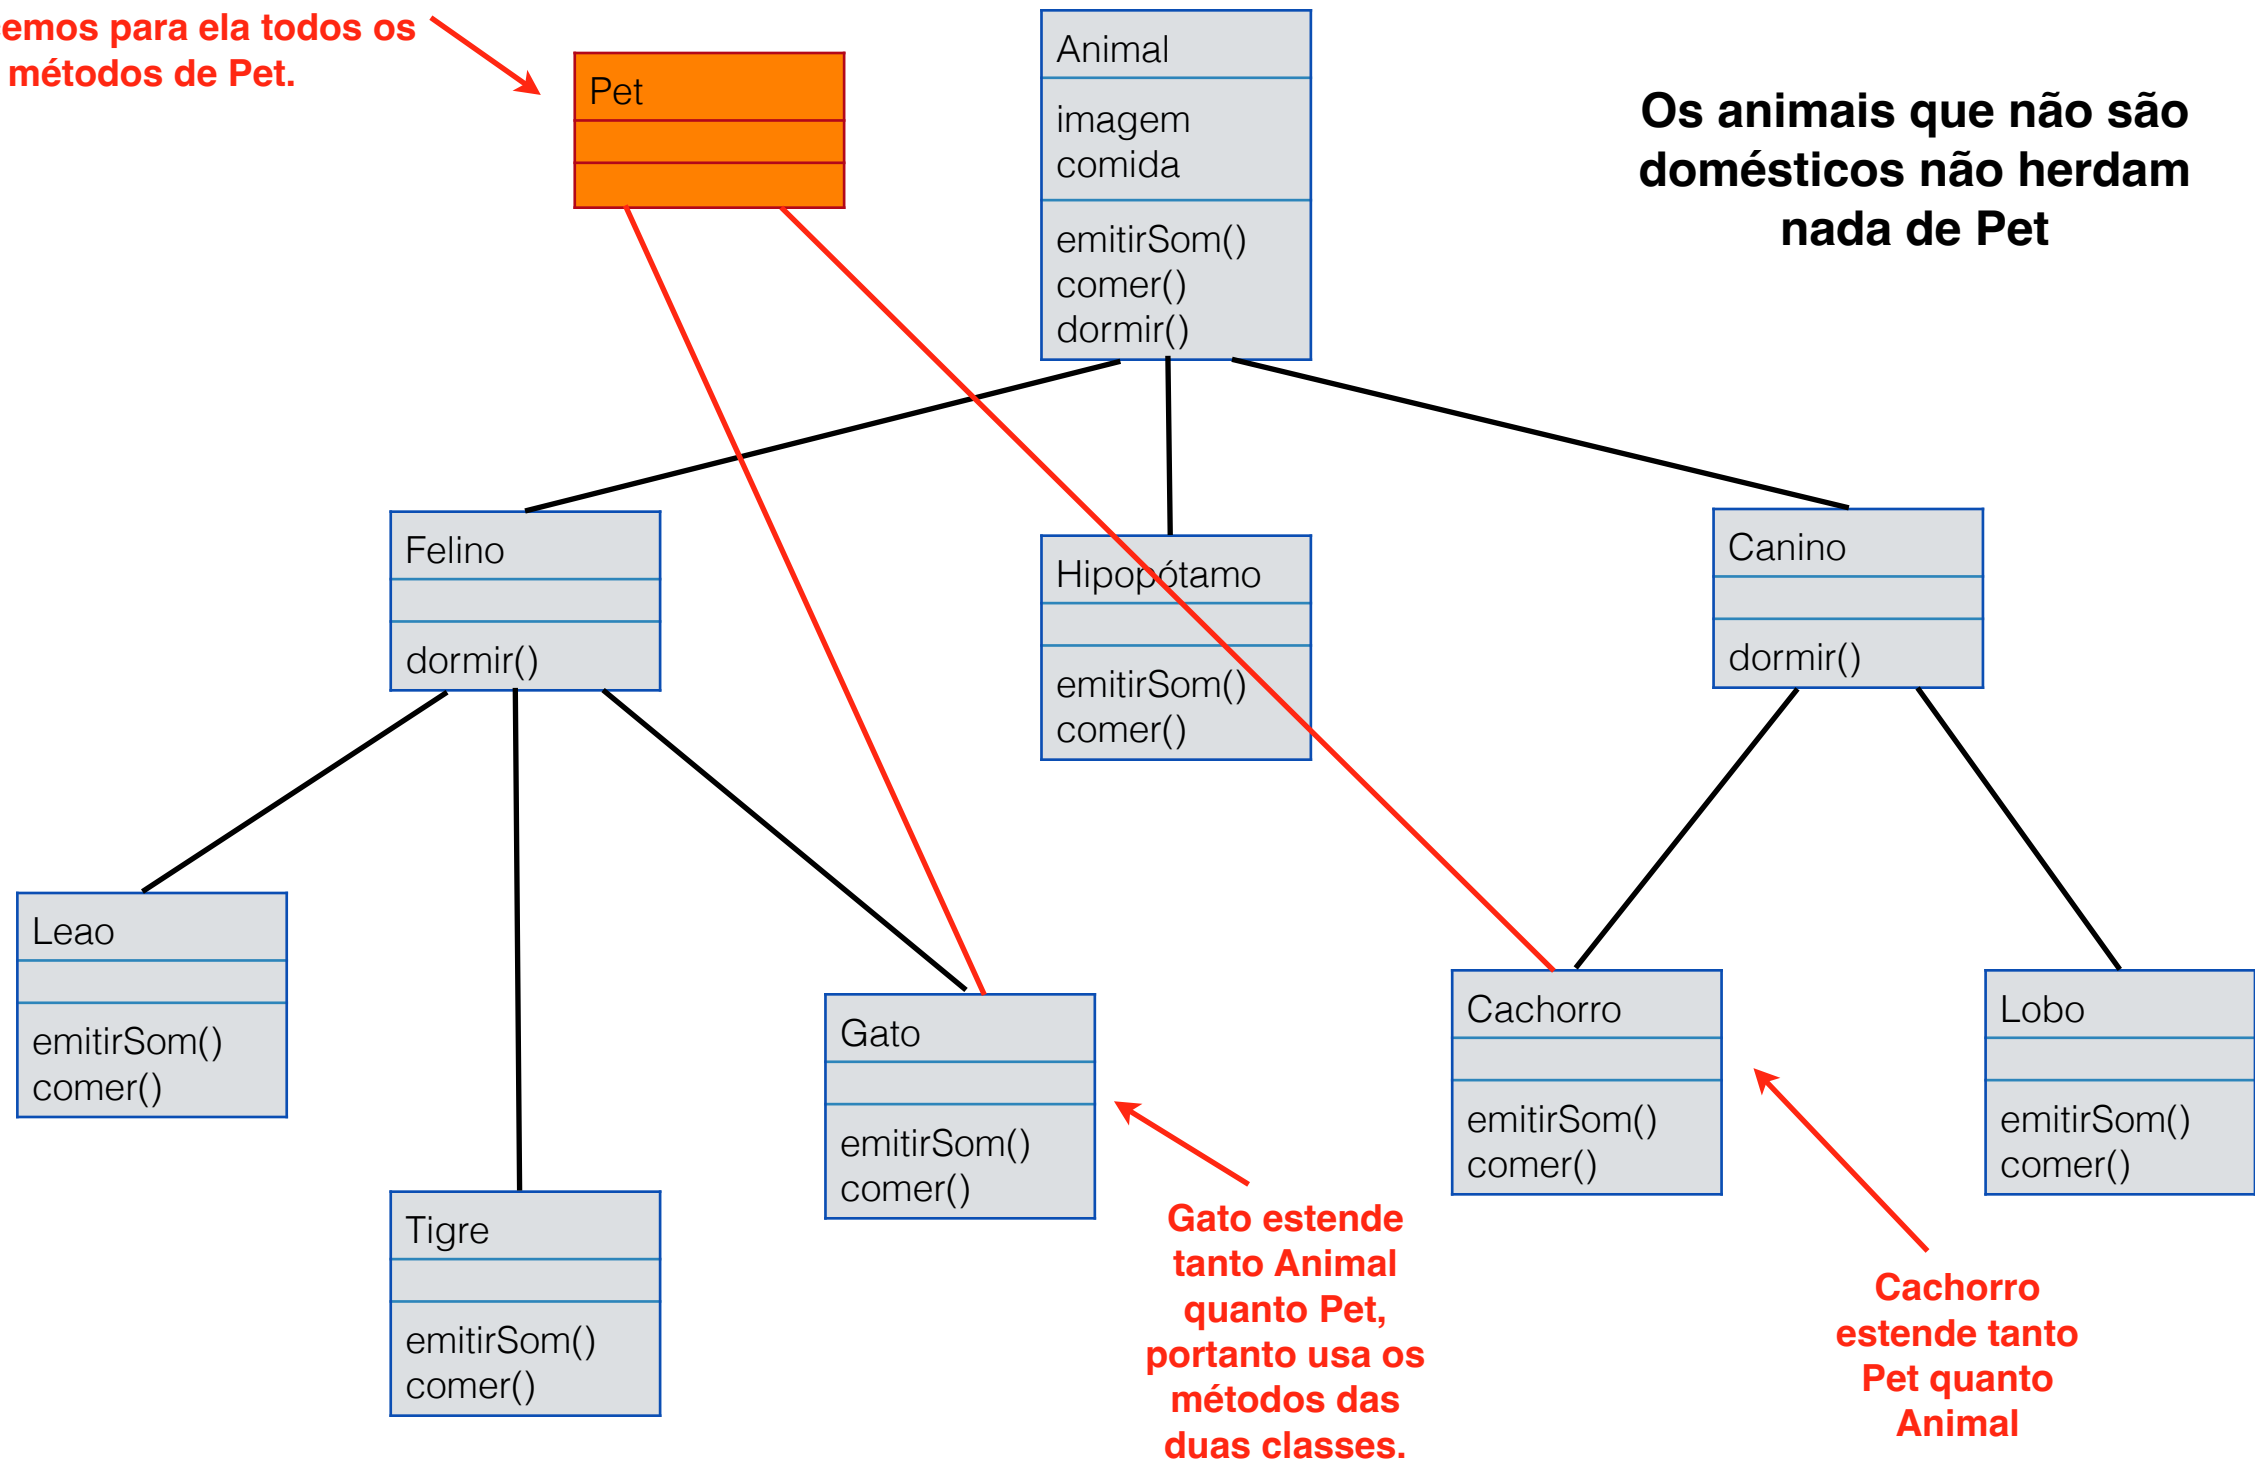 para ela todos os
métodos de Pet.
Pet
Animal
imagem
comida
emitirSom()
comer()
dormir()
Os animais que não são
domésticos não herdam
nada de Pet
Felino
dormir()
Hipopótamo
emitirSom()
comer()
Canino
dormir()
Leao
emitirSom()
comer()
Tigre
emitirSom()
comer()
Gato
emitirSom()
comer()
Gato estende
tanto Animal
quanto Pet,
portanto usa os
métodos das
duas classes.
Cachorro
emitirSom()
comer()
Cachorro
estende tanto
Pet quanto
Animal
Lobo
emitirSom()
comer()